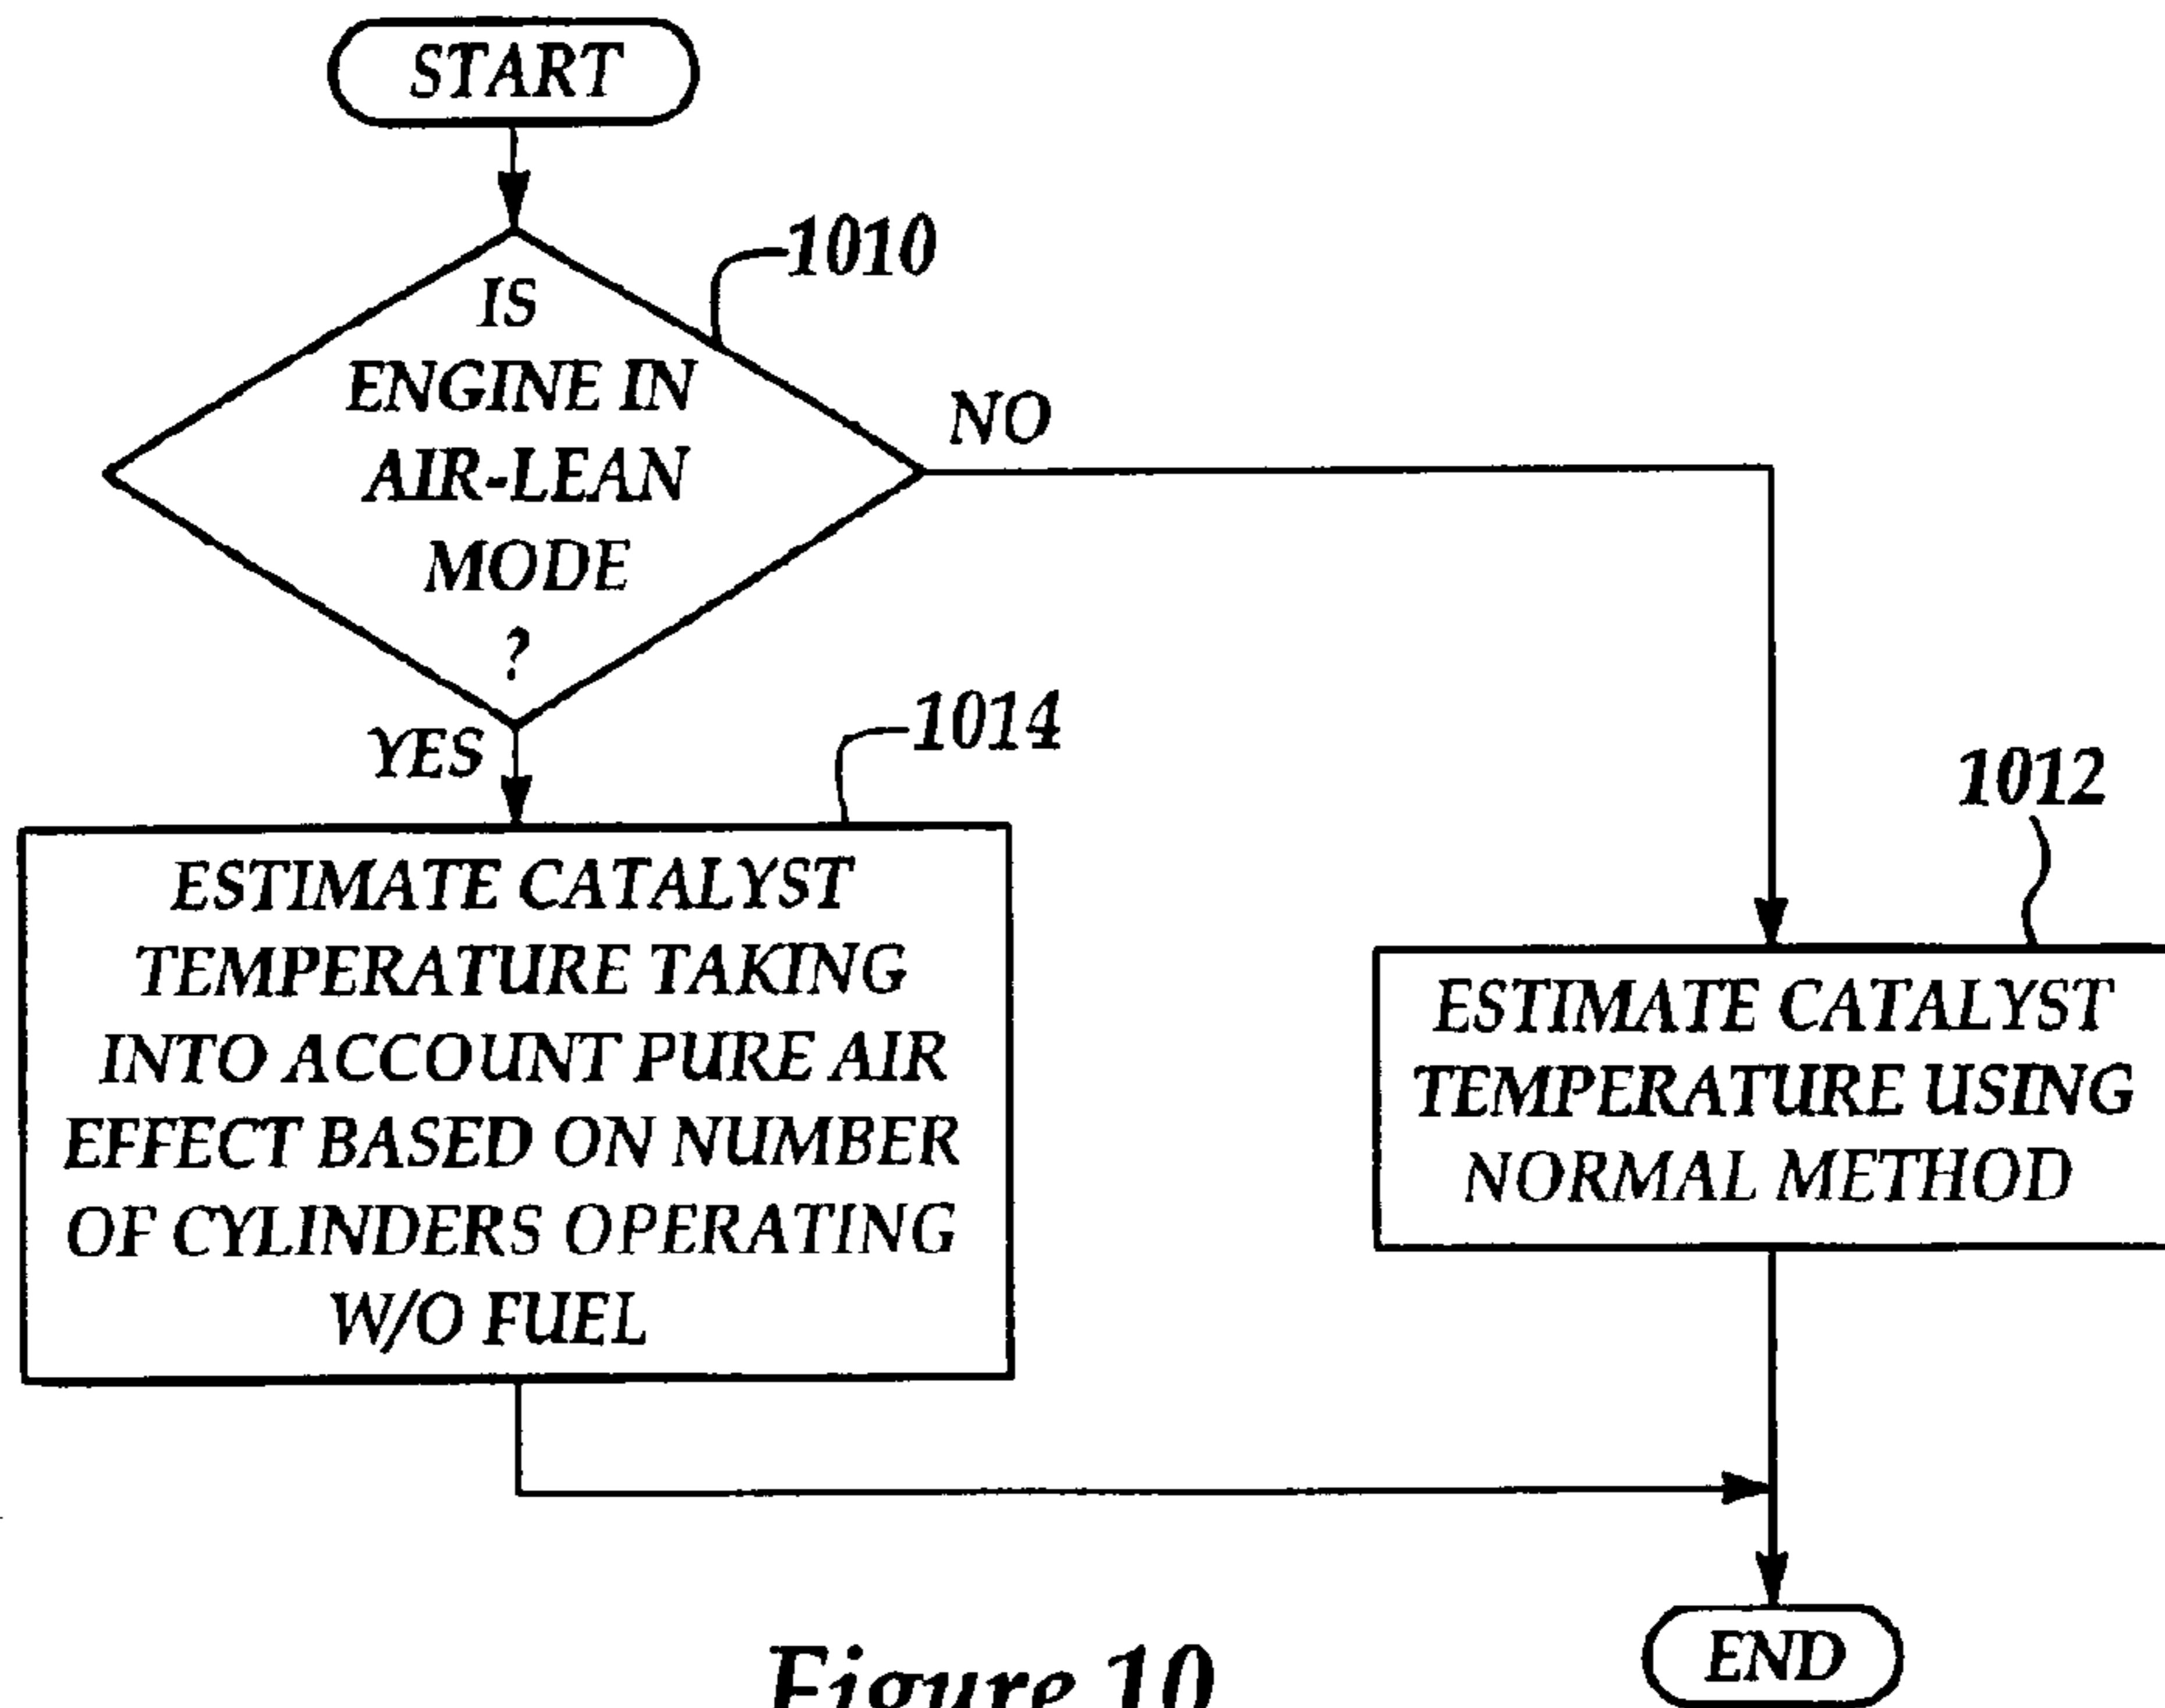 START
1010
IS
ENGINE IN
AIR-LEAN
MODE
?
NO
YES
1014
ESTIMATE CATALYST
TEMPERATURE TAKING
INTO ACCOUNT PURE AIR
EFFECT BASED ON NUMBER
OF CYLINDERS OPERATING
W/O FUEL
1012
ESTIMATE CATALYST
TEMPERATURE USING
NORMAL METHOD
END
Figure 10